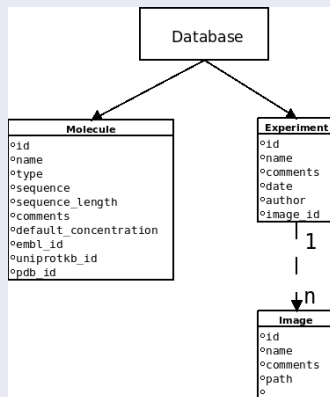 Database
Molecule
id
name
type
sequence
sequence_length
comments
default_concentration
embl_id
uniprotkb_id
pdb_id
Experiment
id
name
comments
date
author
image_id
1
n
Image
id
name
comments
path